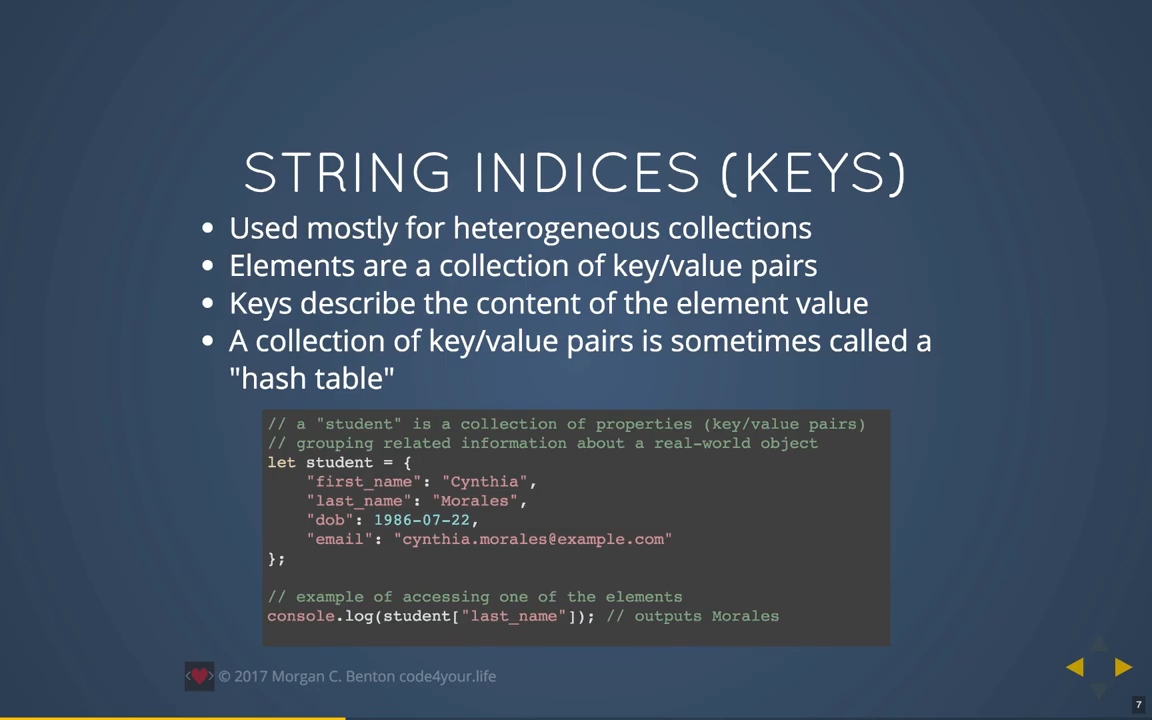 STRING INDICES (KEYS)
• Used mostly for heterogeneous collections
• Elements are a collection of key/value pairs
• Keys describe the content of the element value
• A collection of key/value pairs is sometimes called a
"hash table"
// a "student" is a collection of properties (key/value pairs)
// grouping related information about a real-world object
let student = {
    "first_name": "Cynthia",
    "last_name": "Morales",
    "dob": 1986-07-22,
    "email": "cynthia.morales@example.com"
};
// example of accessing one of the elements
console.log(student["last_name"]); // outputs Morales
© 2017 Morgan C. Benton code4your.life
7